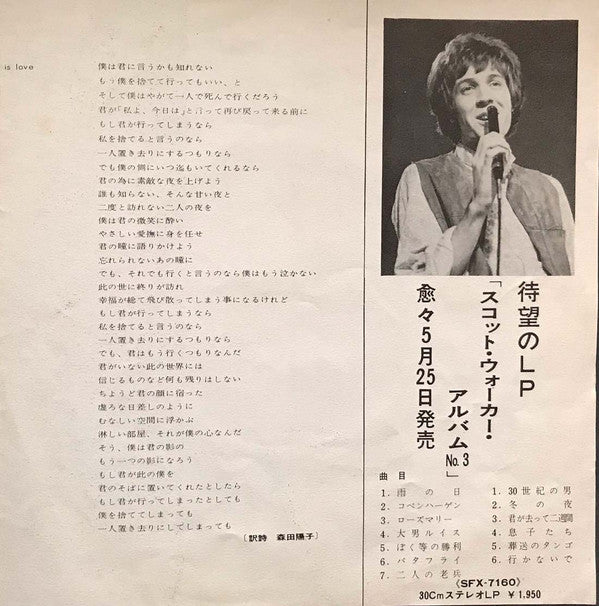 is love
僕は君に言うかも知れない
もう僕を捨てて行ってもいい、と
そして僕はやがて一人で死んで行くだろう
君が「私よ、今日は」と言って再び戻って来る前に
もし君が行ってしまうなら
私を捨てると言うのなら
一人置き去りにするつもりなら
でも僕の側にいつ迄もいてくれるなら
君の為に素敵な夜を上げよう
誰も知らない、そんな甘い夜と
二度と訪れない二人の夜を
僕は君の微笑に酔い
やさしい愛撫に身を任せ
君の瞳に語りかけよう
忘れられないあの瞳に
でも、それでも行くと言うのなら僕はもう泣かない
此の世に終りが訪れ
幸福が総て飛び散ってしまう事になるけれど
もし君が行ってしまうなら
私を捨てると言うのなら
一人置き去りにするつもりなら
でも、君はもう行くつもりなんだ
君がいない此の世界には
信じるものなど何も残りはしない
ちようど君の顔に宿った
虚ろな日差しのように
むなしい空間に浮かぶ
淋しい部屋、それが僕の心なんだ
そう、僕は君の影の
もう一つの影になろう
もし君が此の僕を
君のそばに置いてくれたとしたら
もし君が行ってしまったとしても
僕を捨ててしまっても
一人置き去りにしてしまっても
〔訳詩 森田陽子〕
待望のLP
「スコット・ウォーカー・
アルバムNo.3」
愈々5月25日発売
曲目
1. 雨の日
2. コペンハーゲン
3. ローズマリー
4. 大男ルイス
5. ぼく等の勝利
6. バタフライ
7. 二人の老兵
1. 30世紀の男
2. 冬の夜
3. 君が去って二週間
4. 息子たち
5. 葬送のタンゴ
6. 行かないで
《SFX-7160》
30CmステレオLP ¥1,950